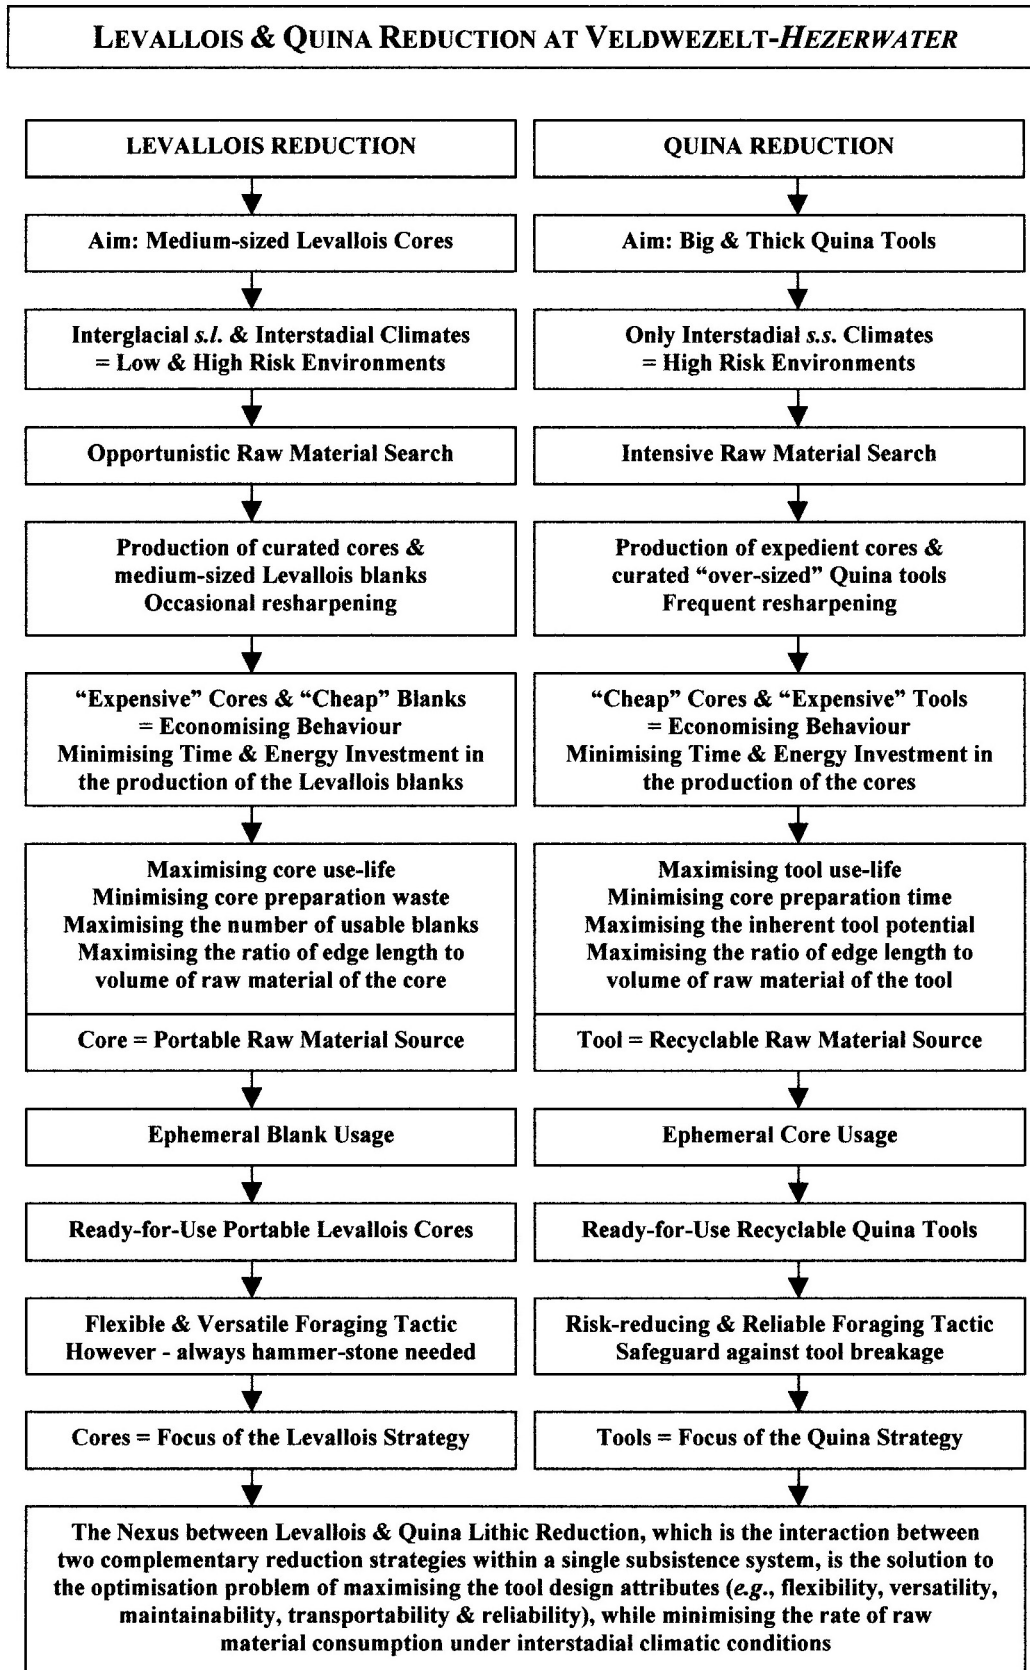 LEVALLOIS & QUINA REDUCTION AT VELDWEZELT-HEZERWATER
LEVALLOIS REDUCTION
Aim: Medium-sized Levallois Cores
Interglacial s.l. & Interstadial Climates
= Low & High Risk Environments
Opportunistic Raw Material Search
Production of curated cores &
medium-sized Levallois blanks
Occasional resharpening
“Expensive” Cores & “Cheap” Blanks
= Economising Behaviour
Minimising Time & Energy Investment in
the production of the Levallois blanks
Maximising core use-life
Minimising core preparation waste
Maximising the number of usable blanks
Maximising the ratio of edge length to
volume of raw material of the core
Core = Portable Raw Material Source
Ephemeral Blank Usage
Ready-for-Use Portable Levallois Cores
Flexible & Versatile Foraging Tactic
However - always hammer-stone needed
Cores = Focus of the Levallois Strategy
QUINA REDUCTION
Aim: Big & Thick Quina Tools
Only Interstadial s.s. Climates
= High Risk Environments
Intensive Raw Material Search
Production of expedient cores &
curated “over-sized” Quina tools
Frequent resharpening
“Cheap” Cores & “Expensive” Tools
= Economising Behaviour
Minimising Time & Energy Investment in
the production of the cores
Maximising tool use-life
Minimising core preparation time
Maximising the inherent tool potential
Maximising the ratio of edge length to
volume of raw material of the tool
Tool = Recyclable Raw Material Source
Ephemeral Core Usage
Ready-for-Use Recyclable Quina Tools
Risk-reducing & Reliable Foraging Tactic
Safeguard against tool breakage
Tools = Focus of the Quina Strategy
The Nexus between Levallois & Quina Lithic Reduction, which is the interaction between
two complementary reduction strategies within a single subsistence system, is the solution to
the optimisation problem of maximising the tool design attributes (e.g., flexibility, versatility,
maintainability, transportability & reliability), while minimising the rate of raw
material consumption under interstadial climatic conditions